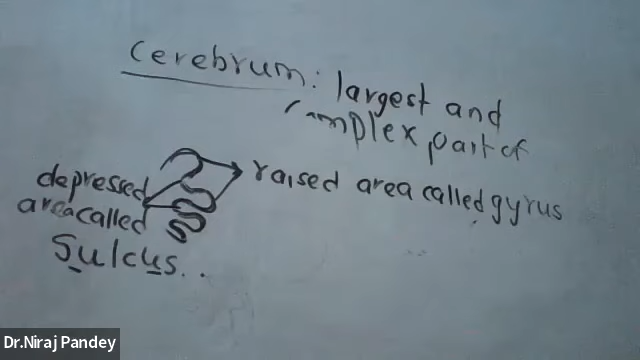 Cerebrum: largest and
complex part of
depressed
area called
Sulcus..
raised area called gyrus
Dr.Niraj Pandey